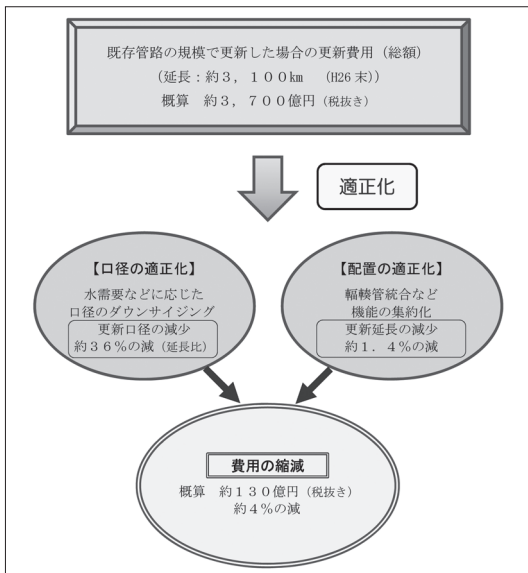 既存管路の規模で更新した場合の更新費用（総額）
（延長：約３，１００km （H26 末））
概算 約３，７００億円（税抜き）
適正化
【口径の適正化】
水需要などに応じた
口径のダウンサイジング
更新口径の減少
約３６％の減（延長比）
【配置の適正化】
輻輳管統合など
機能の集約化
更新延長の減少
約１．４％の減
費用の縮減
概算 約１３０億円（税抜き）
約４％の減